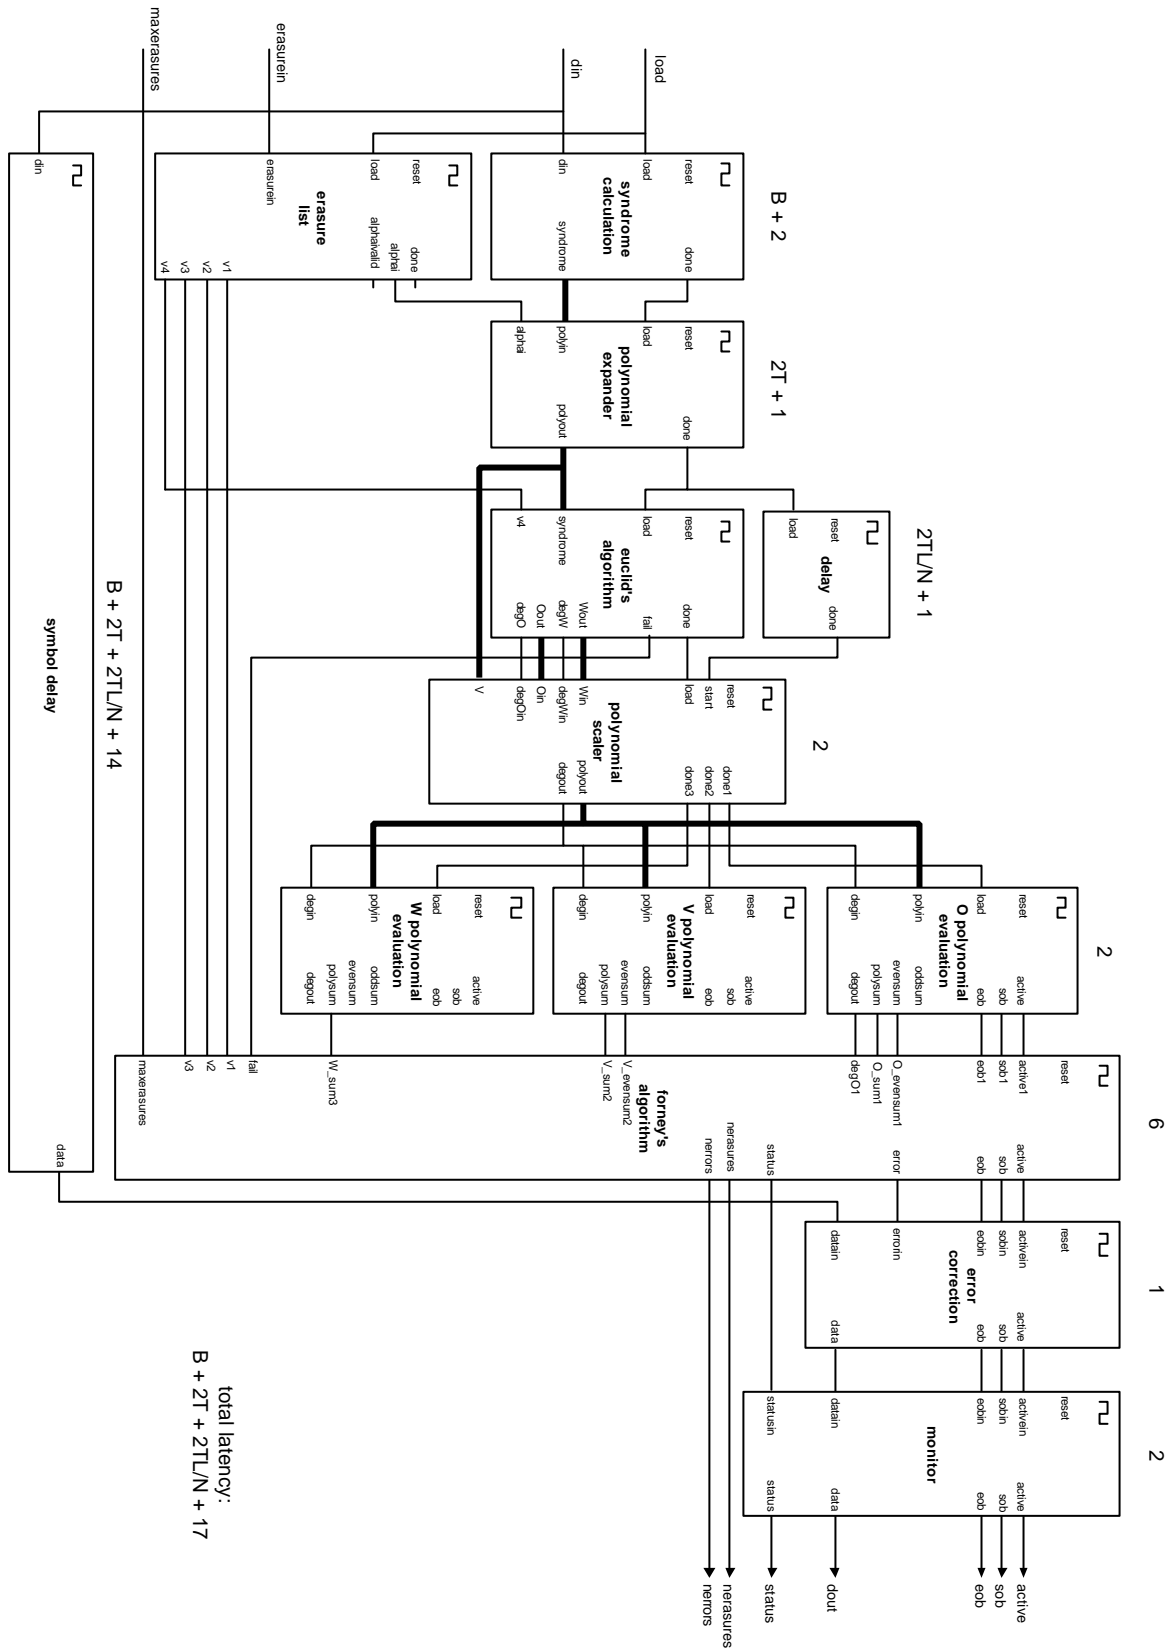 load
din
erasurein
maxerasures
B + 2
reset
load
din
syndrome
calculation
done
syndrome
reset
load
erasurein
erasure
list
done
alphai
alphaivalid
v1
v2
v3
v4
2T + 1
reset
load
polyin
alphai
polynomial
expander
done
polyout
2TL/N + 1
reset
load
delay
done
reset
load
syndrome
v4
euclid's
algorithm
done
fail
Wout
degW
Oout
degO
2
reset
start
load
Win
degWin
Oin
degOin
V
polynomial
scaler
done1
done2
done3
polyout
degout
2
reset
load
polyin
degin
O polynomial
evaluation
active
sob
eob
oddsum
evensum
polysum
degout
reset
load
polyin
degin
V polynomial
evaluation
active
sob
eob
oddsum
evensum
polysum
degout
reset
load
polyin
degin
W polynomial
evaluation
active
sob
eob
oddsum
evensum
polysum
degout
6
reset
active1
sob1
eob1
O_evensum1
O_sum1
degO1
V_evensum2
V_sum2
W_sum3
fail
v1
v2
v3
maxerasures
forney's
algorithm
active
sob
eob
error
status
nerasures
nerrors
1
reset
activein
sobin
eobin
errorin
datain
error
correction
active
sob
eob
data
2
reset
activein
sobin
eobin
datain
statusin
monitor
active
sob
eob
data
status
active
sob
eob
dout
status
nerasures
nerrors
B + 2T + 2TL/N + 14
din
symbol delay
data
total latency:
B + 2T + 2TL/N + 17